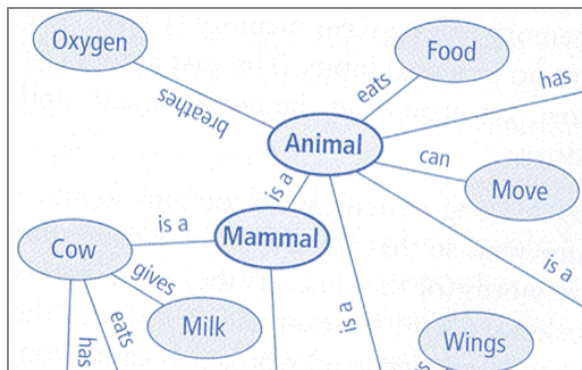 Oxygen
Food
has
eats
breathes
Animal
can
Move
is a
is a
Mammal
is a
Cow
gives
is a
Milk
eats
has
Wings